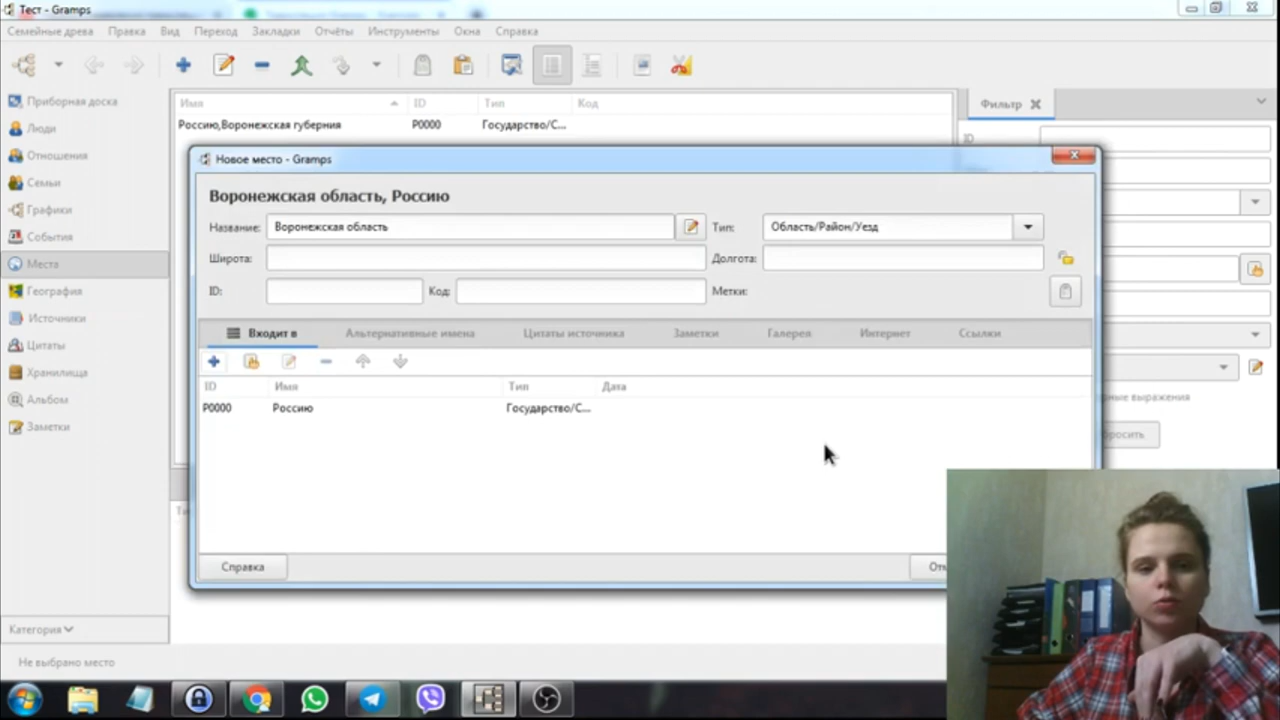 Тест - Gramps
Семейные древа Правка Вид Переход Закладки Отчёты Инструменты Окна Справка
Приборная доска
Люди
Отношения
Семьи
Графики
События
Места
География
Источники
Цитаты
Хранилища
Альбом
Заметки
Категория
Не выбрано место
Имя ID Тип Код
Россию,Воронежская губерния P0000 Государство/С...
Фильтр
ID
Новое место - Gramps
Воронежская область, Россию
Название: Воронежская область Тип: Область/Район/Уезд
Широта: Долгота:
ID: Код: Метки:
Входит в Альтернативные имена Цитаты источника Заметки Галерея Интернет Ссылки
ID Имя Тип Дата
P0000 Россию Государство/С...
Справка